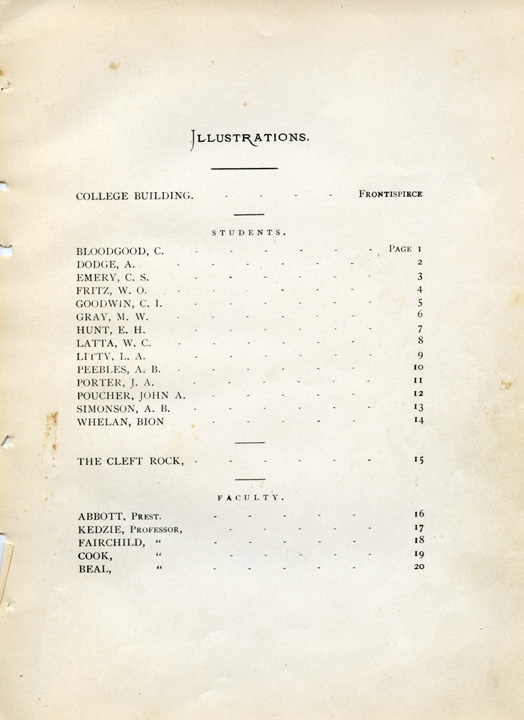 ILLUSTRATIONS.
COLLEGE BUILDING. - - - - FRONTISPIECE
STUDENTS.
BLOODGOOD, C. - - - - - - - PAGE 1
DODGE, A. - - - - - - - 2
EMERY, C. S. - - - - - - - 3
FRITZ, W. O. - - - - - - - 4
GOODWIN, C. I. - - - - - - 5
GRAY, M. W. - - - - - - - 6
HUNT, E. H. - - - - - - - 7
LATTA, W. C. - - - - - - - 8
LITTY, L. A. - - - - - - - 9
PEEBLES, A. B. - - - - - - 10
PORTER, J. A. - - - - - - - 11
POUCHER, JOHN A. - - - - - - 12
SIMONSON, A. B. - - - - - - 13
WHELAN, BION - - - - - - 14
THE CLEFT ROCK, - - - - - - 15
FACULTY.
ABBOTT, PREST. - - - - - - 16
KEDZIE, PROFESSOR, - - - - - - 17
FAIRCHILD, “ - - - - - - 18
COOK, “ - - - - - - 19
BEAL, “ - - - - - - 20